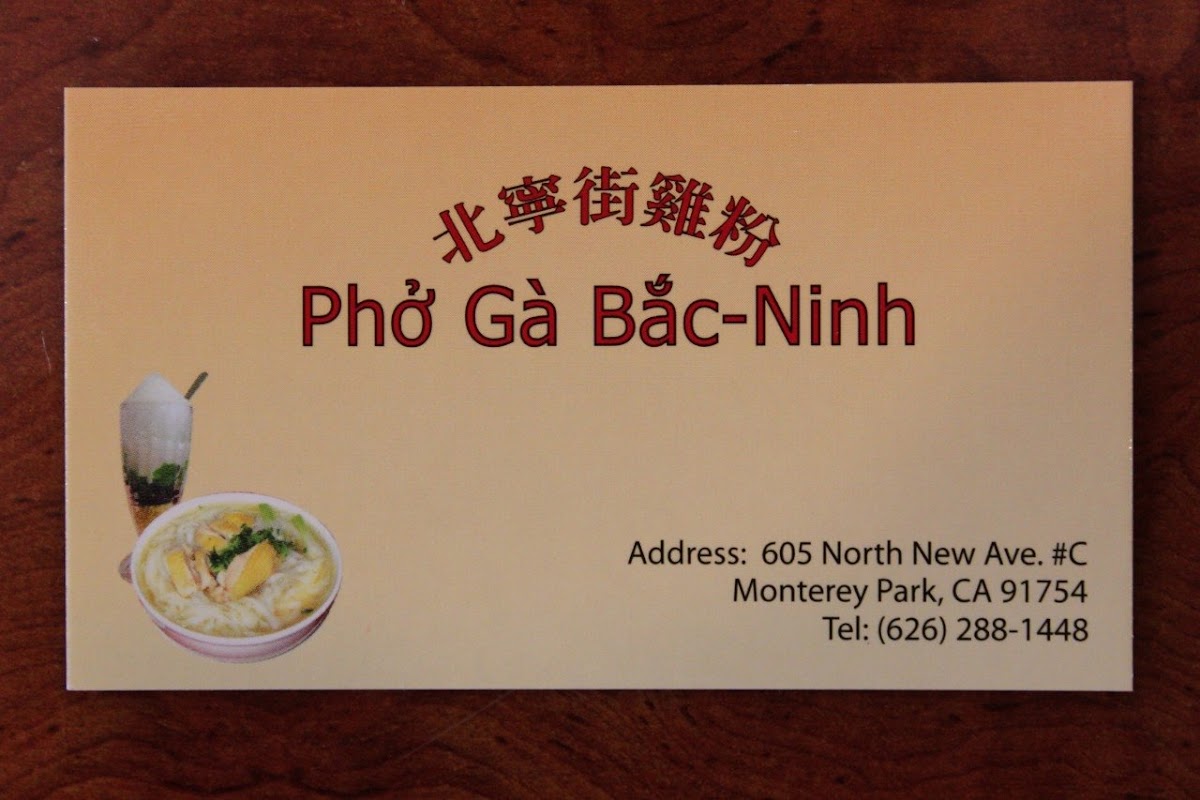 北寧街雞粉
Phở Gà Bắc-Ninh
Address: 605 North New Ave. #C
Monterey Park, CA 91754
Tel: (626) 288-1448